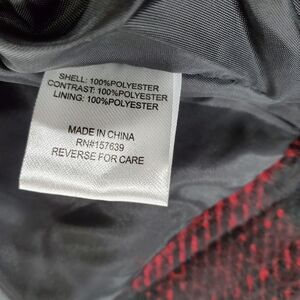 SHELL: 100%POLYESTER
CONTRAST: 100%POLYESTER
LINING: 100%POLYESTER
MADE IN CHINA
RN#157639
REVERSE FOR CARE